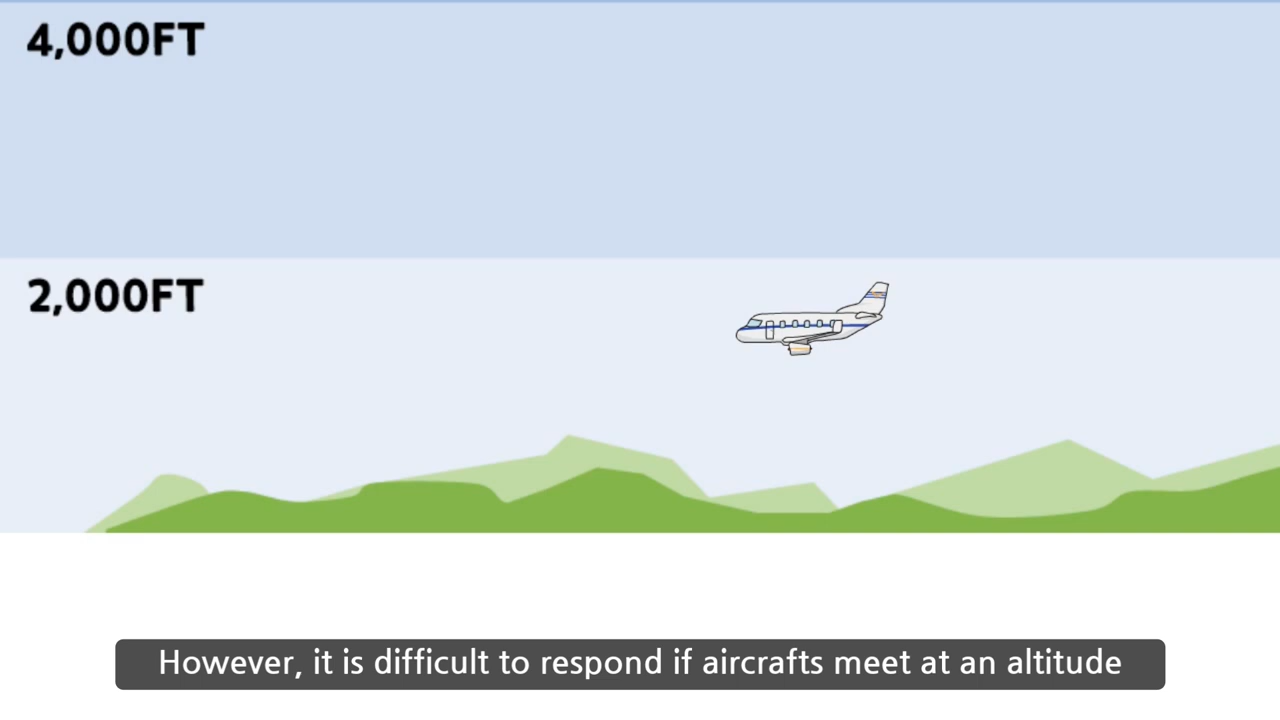 4,000FT
2,000FT
However, it is difficult to respond if aircrafts meet at an altitude